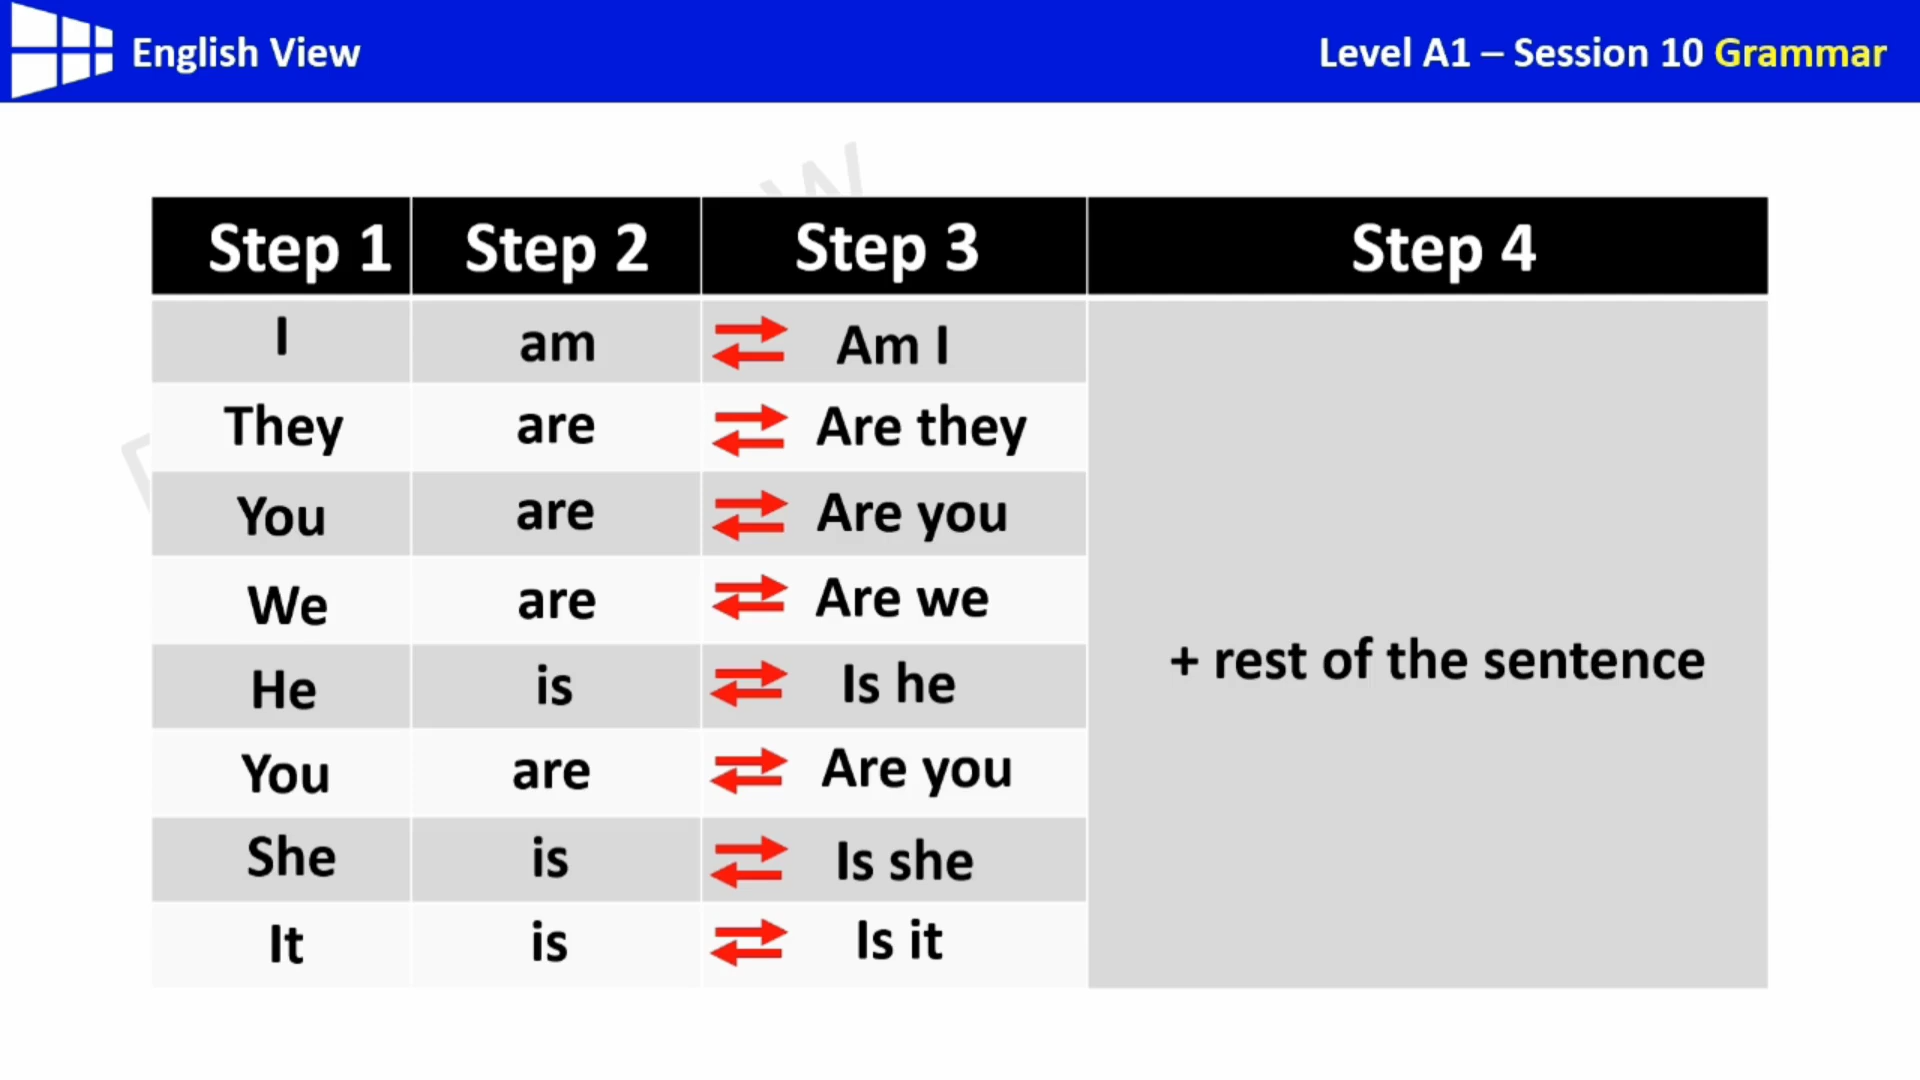 English View
Level A1 – Session 10 Grammar
Step 1 Step 2 Step 3 Step 4
I am Am I
They are Are they
You are Are you
We are Are we
He is Is he
You are Are you
She is Is she
It is Is it
+ rest of the sentence